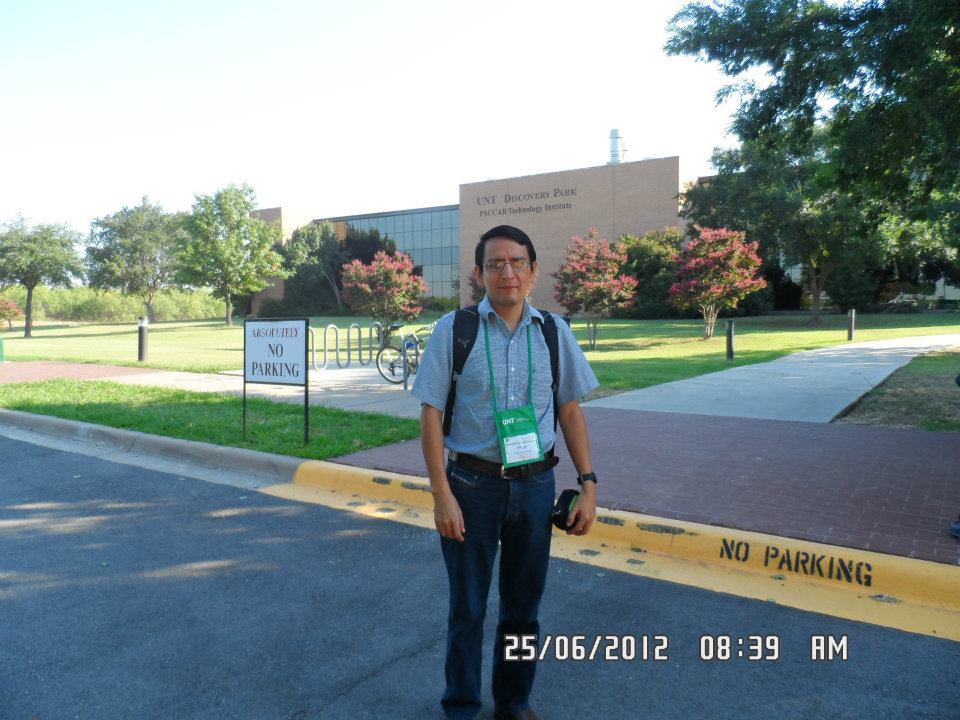 UNT DISCOVERY PARK
PACCAR Technology Institute
ABSOLUTELY
NO
PARKING
UNT
NO PARKING
25/06/2012 08:39 AM